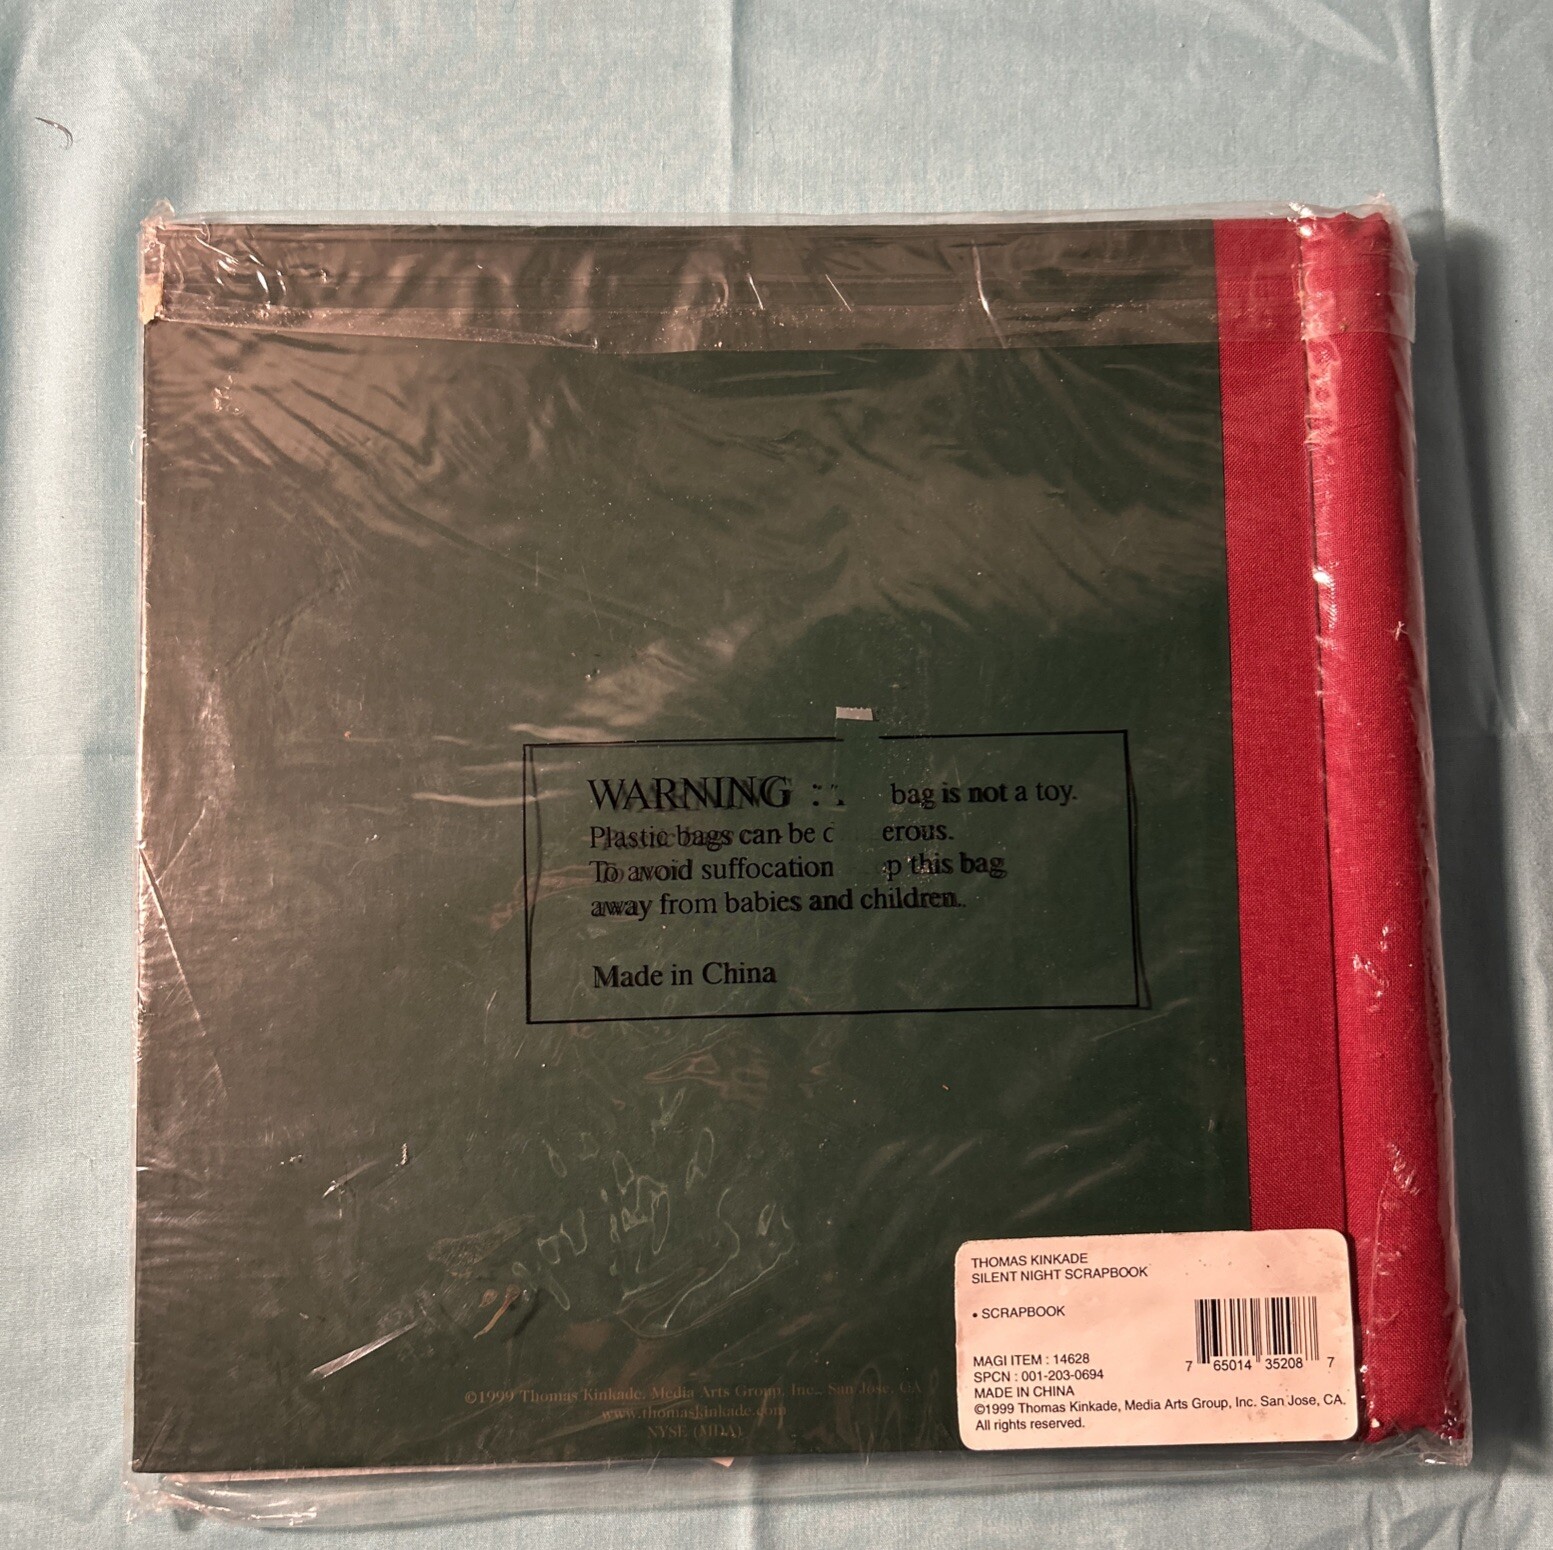 WARNING : bag is not a toy.
Plastic bags can be erous.
To avoid suffocation p this bag
away from babies and children.
Made in China
THOMAS KINKADE
SILENT NIGHT SCRAPBOOK
• SCRAPBOOK
7 65014 35208 7
MAGI ITEM : 14628
SPCN : 001-203-0694
MADE IN CHINA
©1999 Thomas Kinkade, Media Arts Group, Inc. San Jose, CA.
All rights reserved.
©1999 Thomas Kinkade, Media Arts Group, Inc., San Jose, CA
www.thomaskinkade.com
NYSE (MDA)